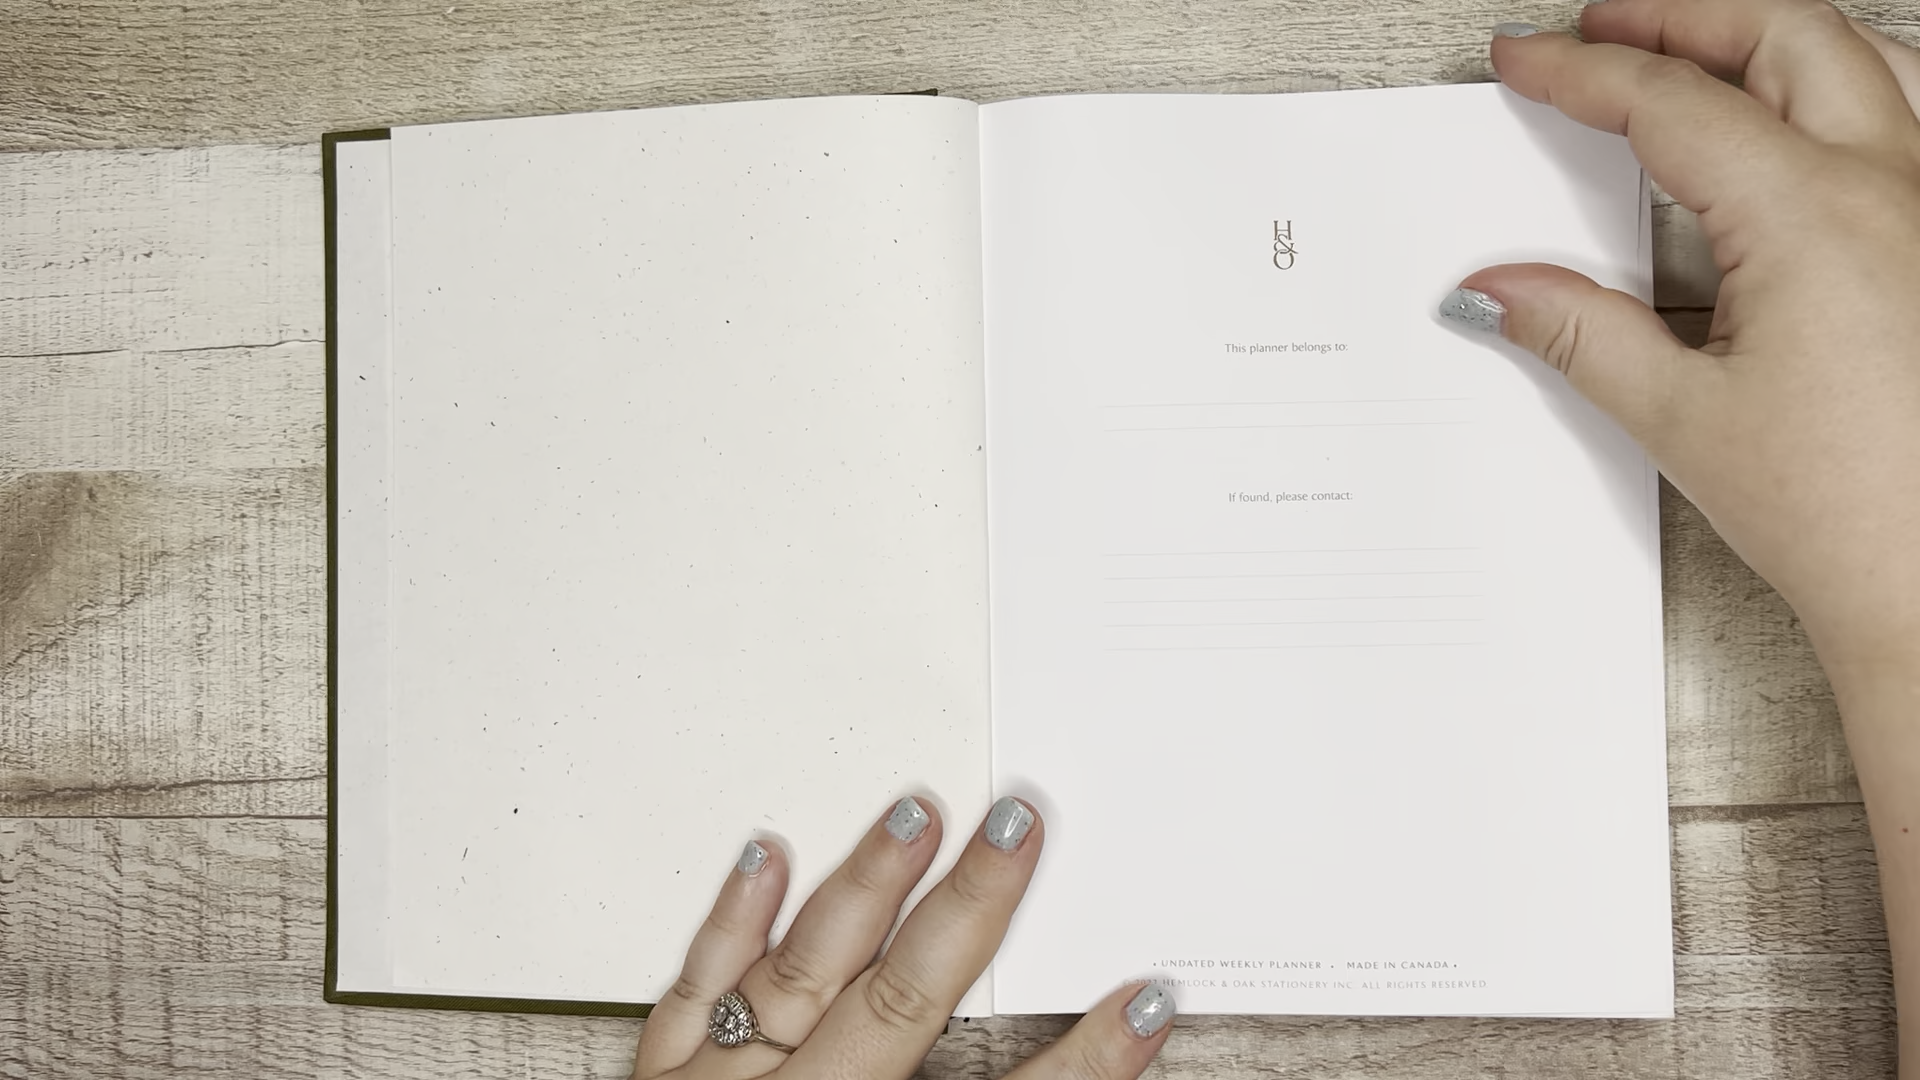 H
&
O
This planner belongs to:
If found, please contact:
• UNDATED WEEKLY PLANNER • MADE IN CANADA •
HEMLOCK & OAK STATIONERY INC. ALL RIGHTS RESERVED